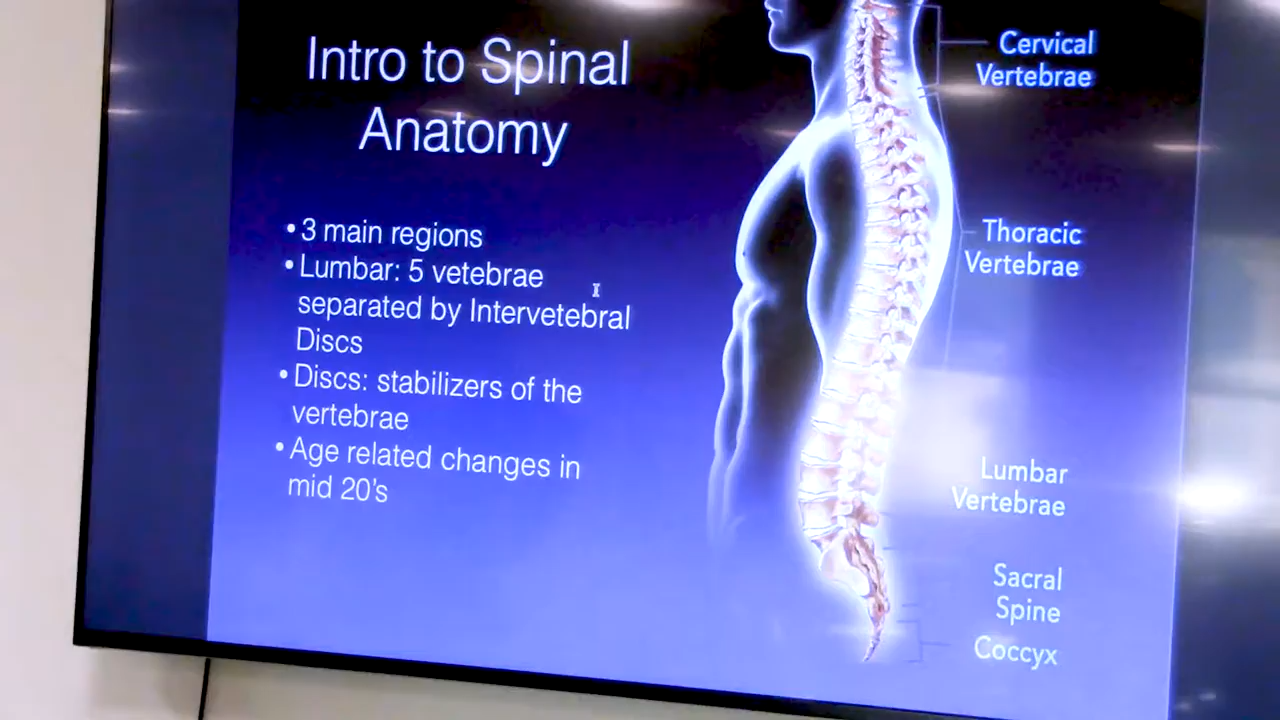 Intro to Spinal
Anatomy
• 3 main regions
• Lumbar: 5 vetebrae
separated by Intervetebral
Discs
• Discs: stabilizers of the
vertebrae
• Age related changes in
mid 20's
Cervical
Vertebrae
Thoracic
Vertebrae
Lumbar
Vertebrae
Sacral
Spine
Coccyx